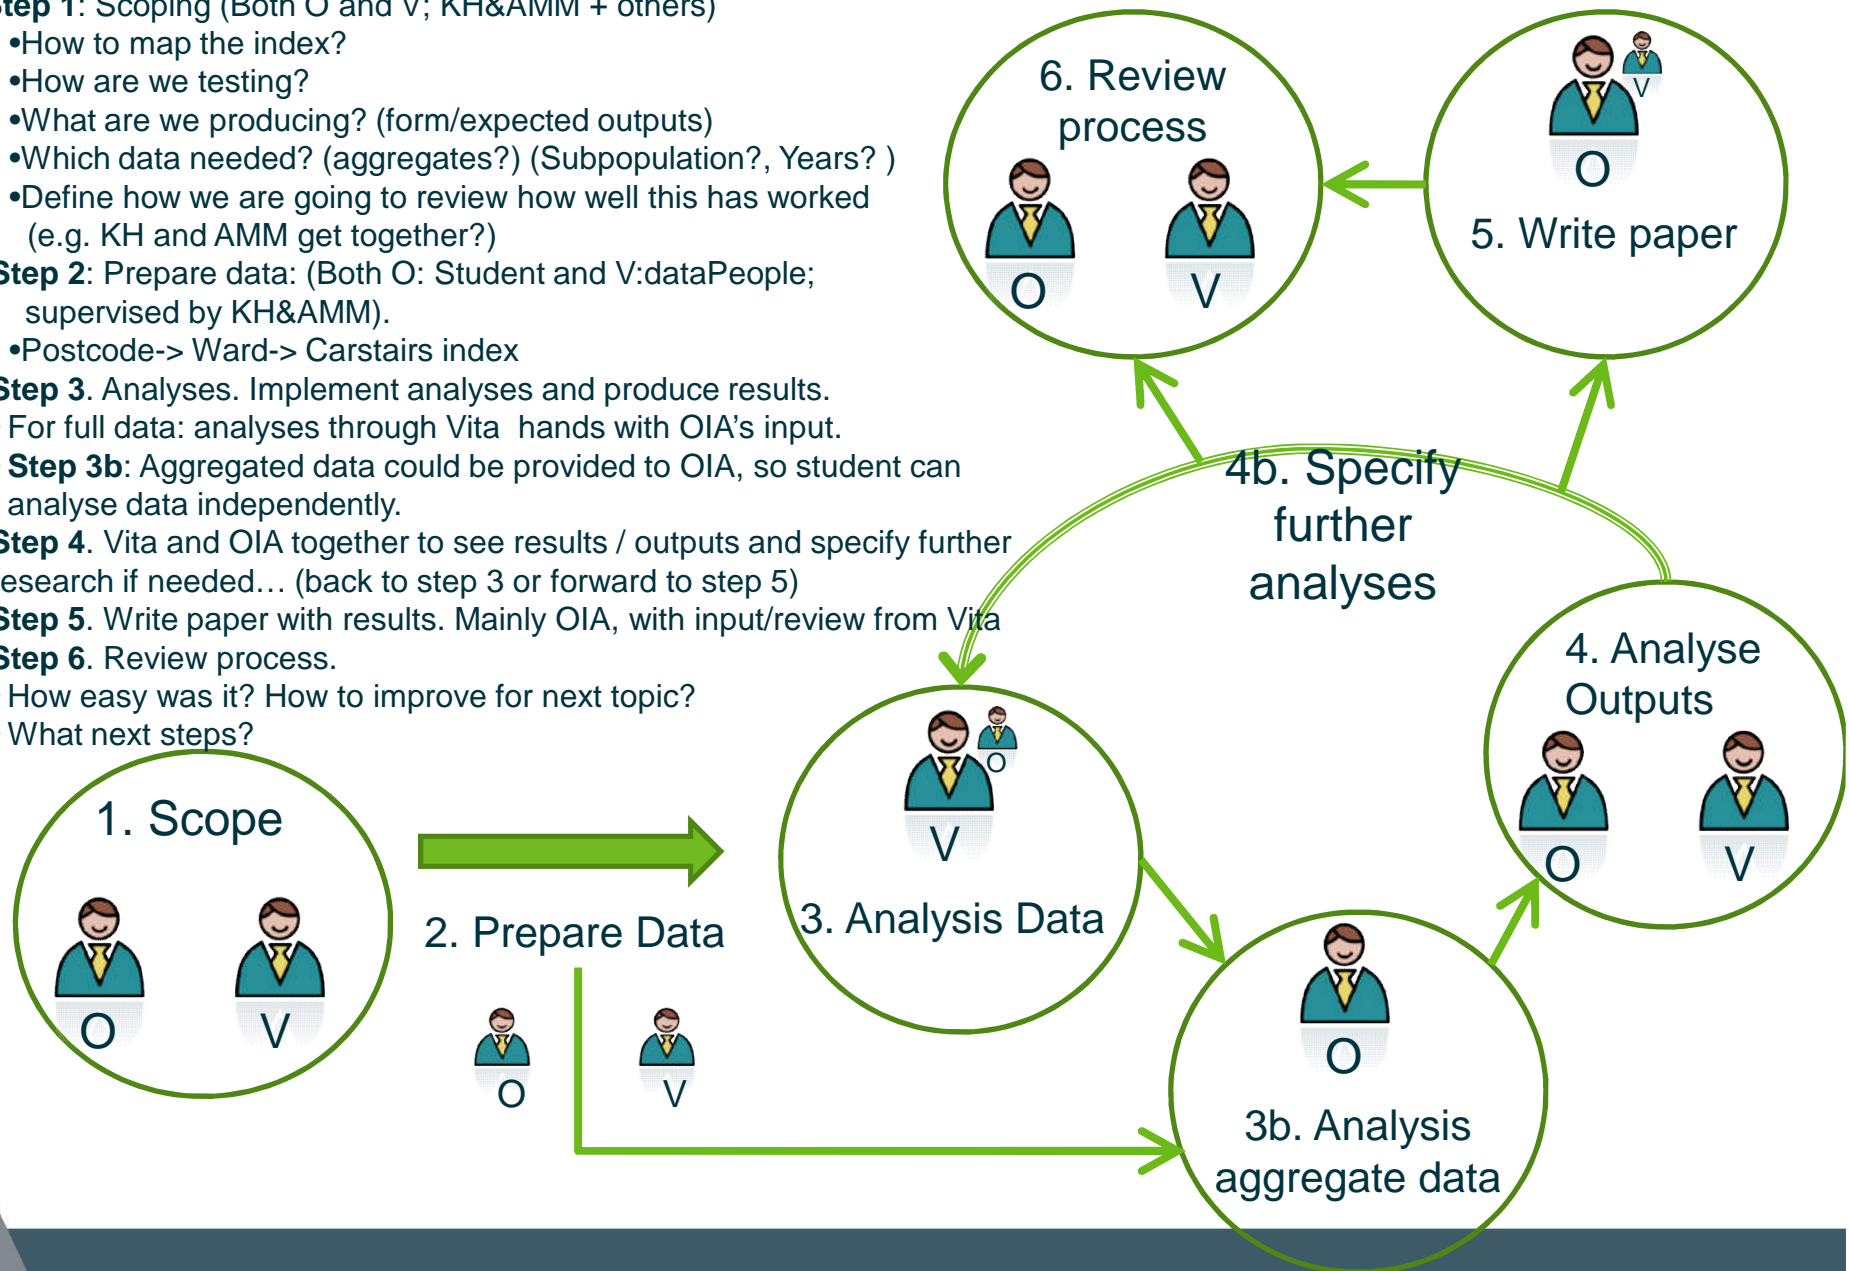 Step 1: Scoping (Both O and V; KH&AMM + others)
•How to map the index?
•How are we testing?
•What are we producing? (form/expected outputs)
•Which data needed? (aggregates?) (Subpopulation?, Years? )
•Define how we are going to review how well this has worked
(e.g. KH and AMM get together?)
Step 2: Prepare data: (Both O: Student and V:dataPeople;
supervised by KH&AMM).
•Postcode-> Ward-> Carstairs index
Step 3. Analyses. Implement analyses and produce results.
For full data: analyses through Vita hands with OIA's input.
Step 3b: Aggregated data could be provided to OIA, so student can
analyse data independently.
Step 4. Vita and OIA together to see results / outputs and specify further
esearch if needed… (back to step 3 or forward to step 5)
Step 5. Write paper with results. Mainly OIA, with input/review from Vita
Step 6. Review process.
How easy was it? How to improve for next topic?
What next steps?
1. Scope
O
V
2. Prepare Data
O
V
O
V
3. Analysis Data
O
3b. Analysis
aggregate data
4. Analyse
Outputs
O
V
4b. Specify
further
analyses
V
O
5. Write paper
6. Review
process
O
V